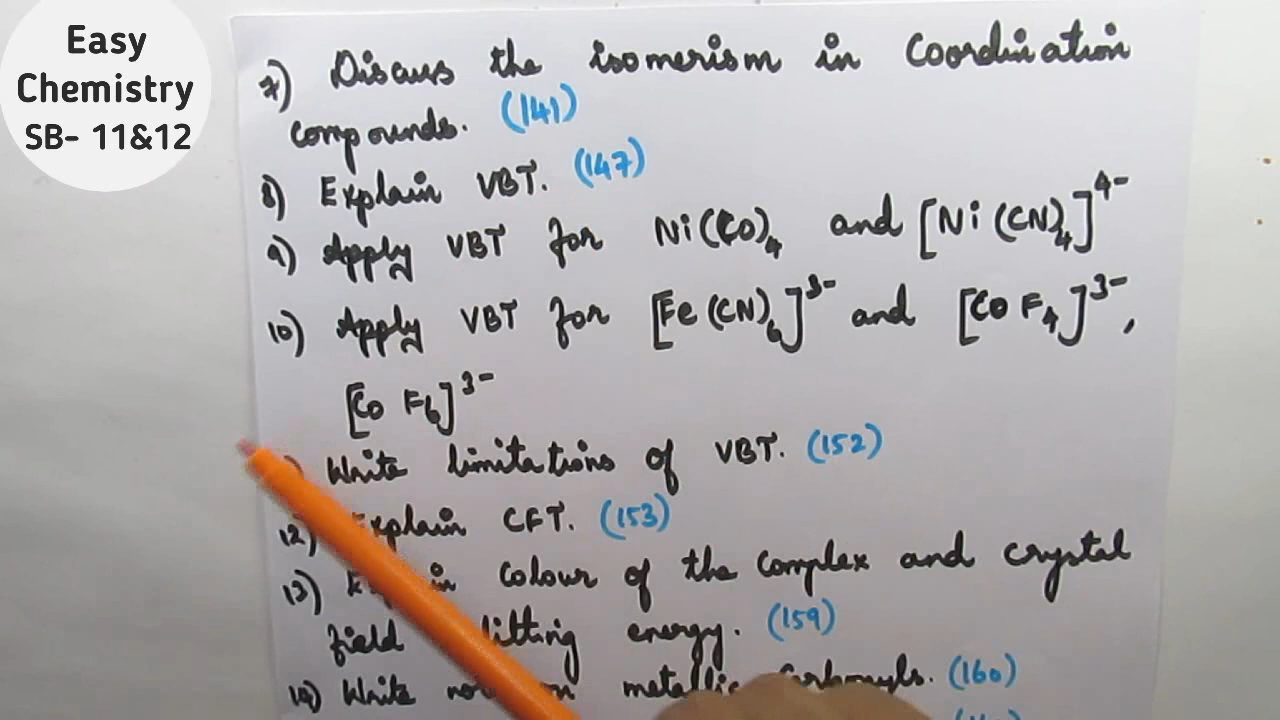 Easy
Chemistry
SB- 11&12
7) Discuss the isomerism in Coordination
Compounds. (141)
8) Explain VBT. (147)
9) Apply VBT for Ni(CO)4 and [Ni(CN)4]4-
10) Apply VBT for [Fe(CN)6]3- and [CoF4]3-,
[CoF6]3-
) Write limitations of VBT. (152)
12) Explain CFT. (153)
13) Colour of the Complex and crystal
field energy. (159)
14) Write metallic Carbonyls. (160)